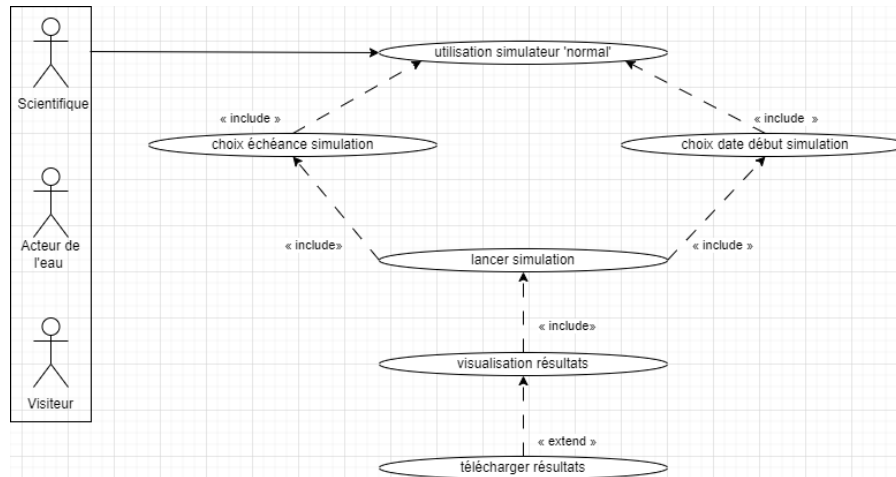 utilisation simulateur 'normal'
Scientifique
« include »
« include »
choix échéance simulation
choix date début simulation
Acteur de
l'eau
« include»
« include »
lancer simulation
« include»
visualisation résultats
Visiteur
« extend »
télécharger résultats